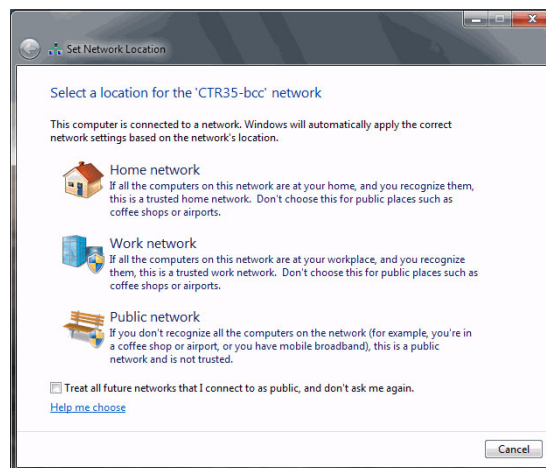 Set Network Location
Select a location for the 'CTR35-bcc' network
This computer is connected to a network. Windows will automatically apply the correct
network settings based on the network's location.
Home network
If all the computers on this network are at your home, and you recognize them,
this is a trusted home network. Don't choose this for public places such as
coffee shops or airports.
Work network
If all the computers on this network are at your workplace, and you recognize
them, this is a trusted work network. Don't choose this for public places such as
coffee shops or airports.
Public network
If you don't recognize all the computers on the network (for example, you're in
a coffee shop or airport, or you have mobile broadband), this is a public
network and is not trusted.
Treat all future networks that I connect to as public, and don't ask me again.
Help me choose
Cancel